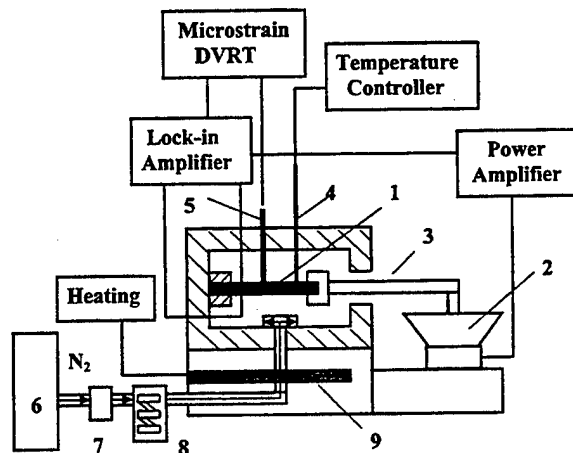 Microstrain
DVRT
Temperature
Controller
Lock-in
Amplifier
Power
Amplifier
5
4
1
3
2
Heating
N₂
6
7
8
9